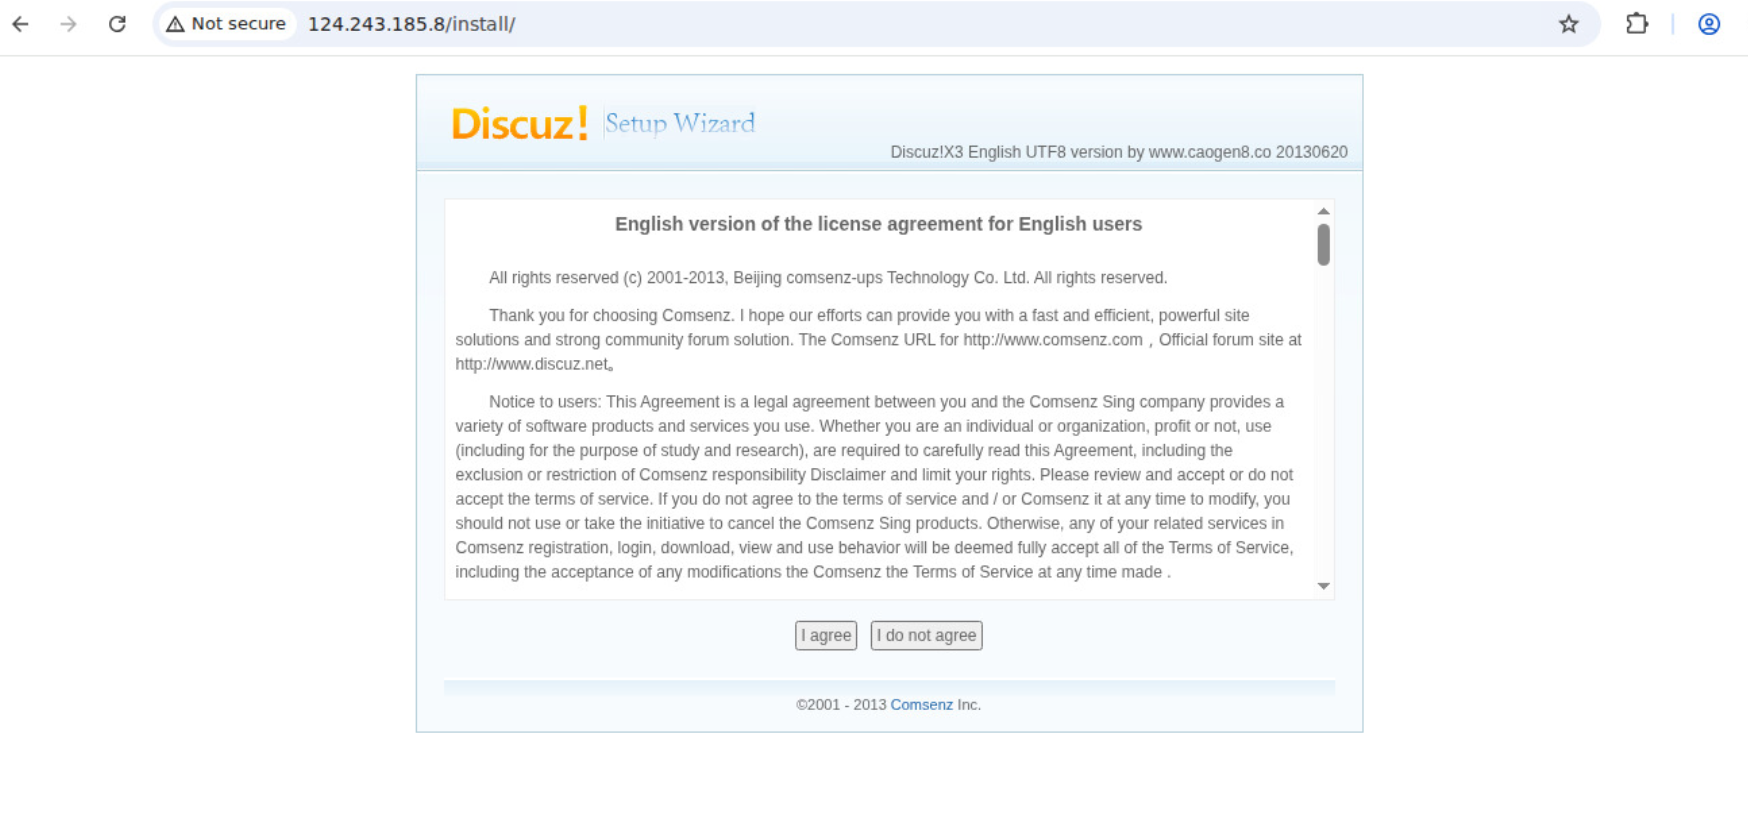 Not secure 124.243.185.8/install/
Discuz! Setup Wizard
Discuz!X3 English UTF8 version by www.caogen8.co 20130620
English version of the license agreement for English users
All rights reserved (c) 2001-2013, Beijing comsenz-ups Technology Co. Ltd. All rights reserved.
Thank you for choosing Comsenz. I hope our efforts can provide you with a fast and efficient, powerful site
solutions and strong community forum solution. The Comsenz URL for http://www.comsenz.com，Official forum site at
http://www.discuz.net。
Notice to users: This Agreement is a legal agreement between you and the Comsenz Sing company provides a
variety of software products and services you use. Whether you are an individual or organization, profit or not, use
(including for the purpose of study and research), are required to carefully read this Agreement, including the
exclusion or restriction of Comsenz responsibility Disclaimer and limit your rights. Please review and accept or do not
accept the terms of service. If you do not agree to the terms of service and / or Comsenz it at any time to modify, you
should not use or take the initiative to cancel the Comsenz Sing products. Otherwise, any of your related services in
Comsenz registration, login, download, view and use behavior will be deemed fully accept all of the Terms of Service,
including the acceptance of any modifications the Comsenz the Terms of Service at any time made .
I agree I do not agree
©2001 - 2013 Comsenz Inc.